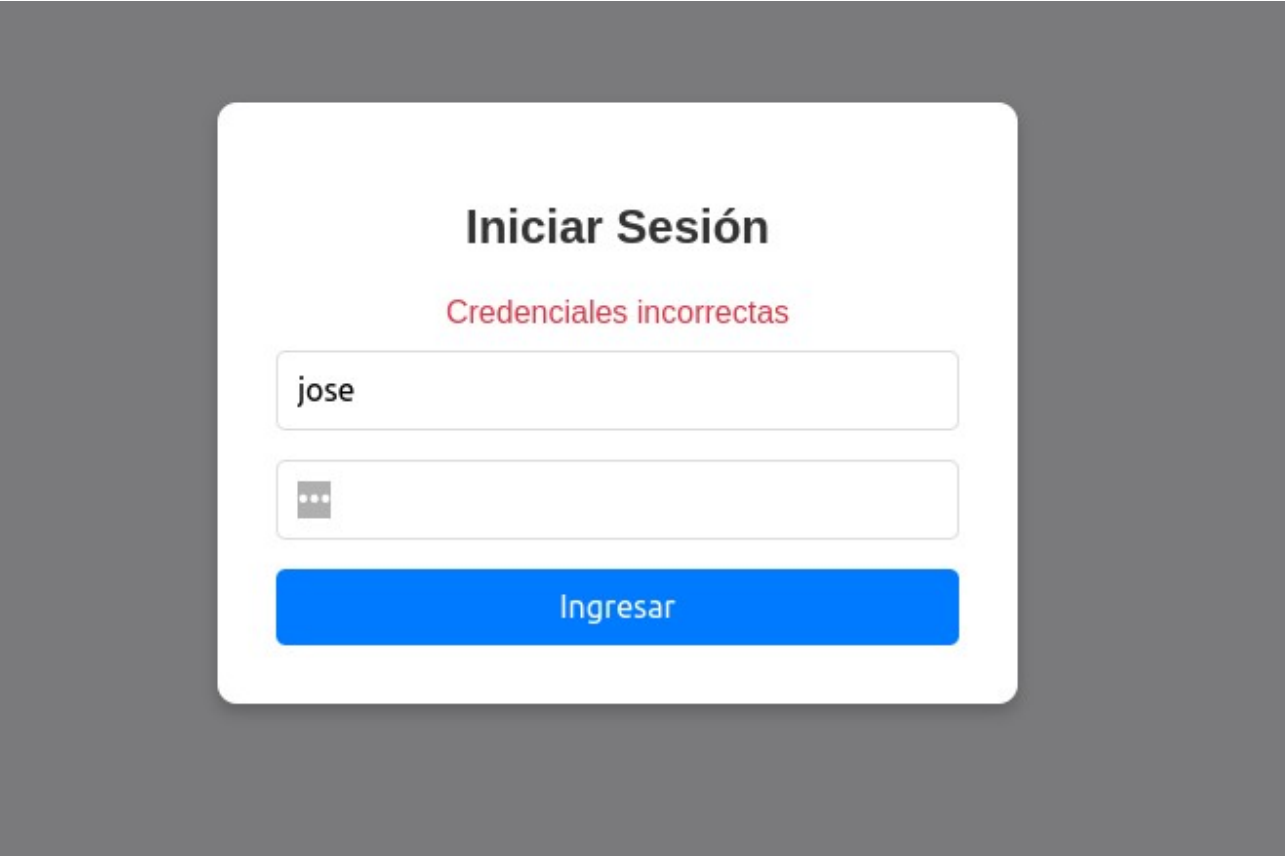 Iniciar Sesión
Credenciales incorrectas
jose
•••
Ingresar